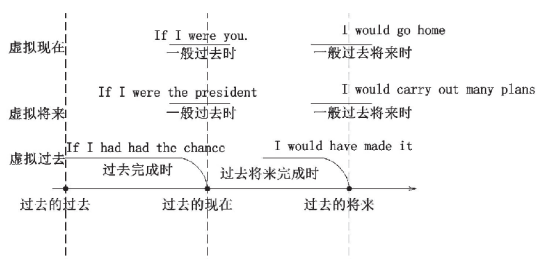 虚拟现在
If I were you.
一般过去时
I would go home
一般过去将来时
虚拟将来
If I were the president
一般过去时
I would carry out many plans
一般过去将来时
虚拟过去
If I had had the chance
过去完成时
I would have made it
过去将来完成时
过去的过去
过去的现在
过去的将来